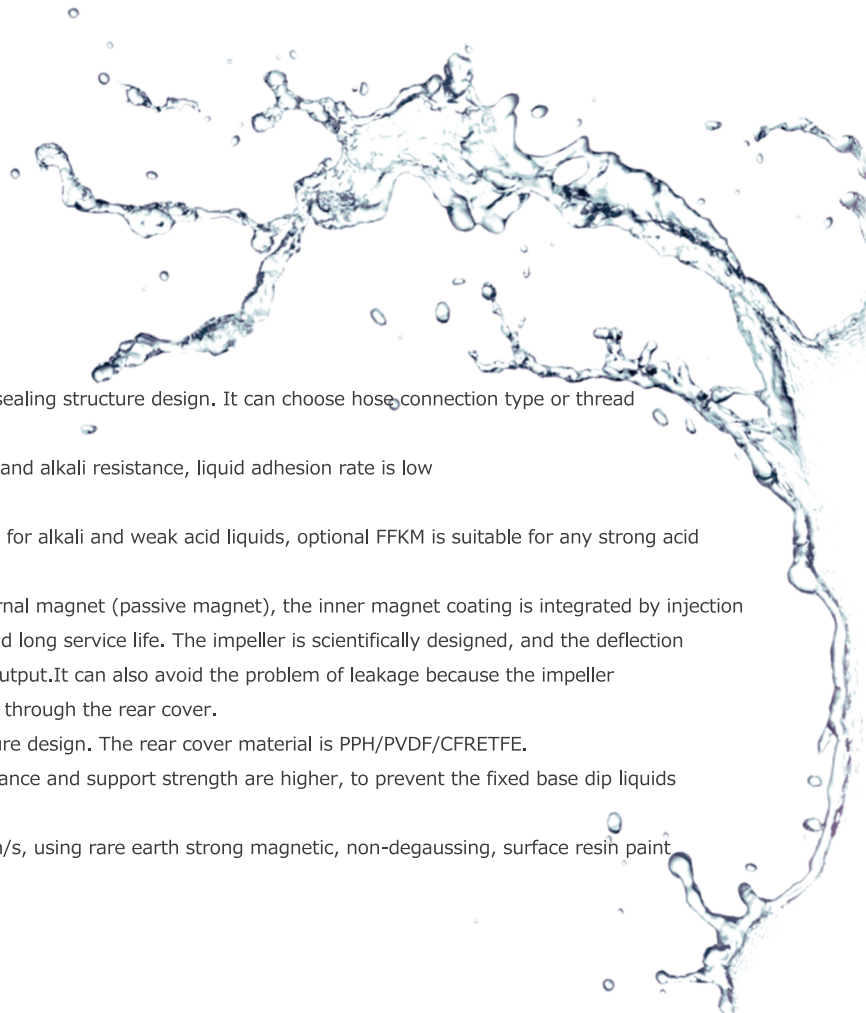 sealing structure design. It can choose hose connection type or thread
and alkali resistance, liquid adhesion rate is low
for alkali and weak acid liquids, optional FFKM is suitable for any strong acid
rnal magnet (passive magnet), the inner magnet coating is integrated by injection
d long service life. The impeller is scientifically designed, and the deflection
utput.It can also avoid the problem of leakage because the impeller
through the rear cover.
ure design. The rear cover material is PPH/PVDF/CFRETFE.
ance and support strength are higher, to prevent the fixed base dip liquids
n/s, using rare earth strong magnetic, non-degaussing, surface resin paint